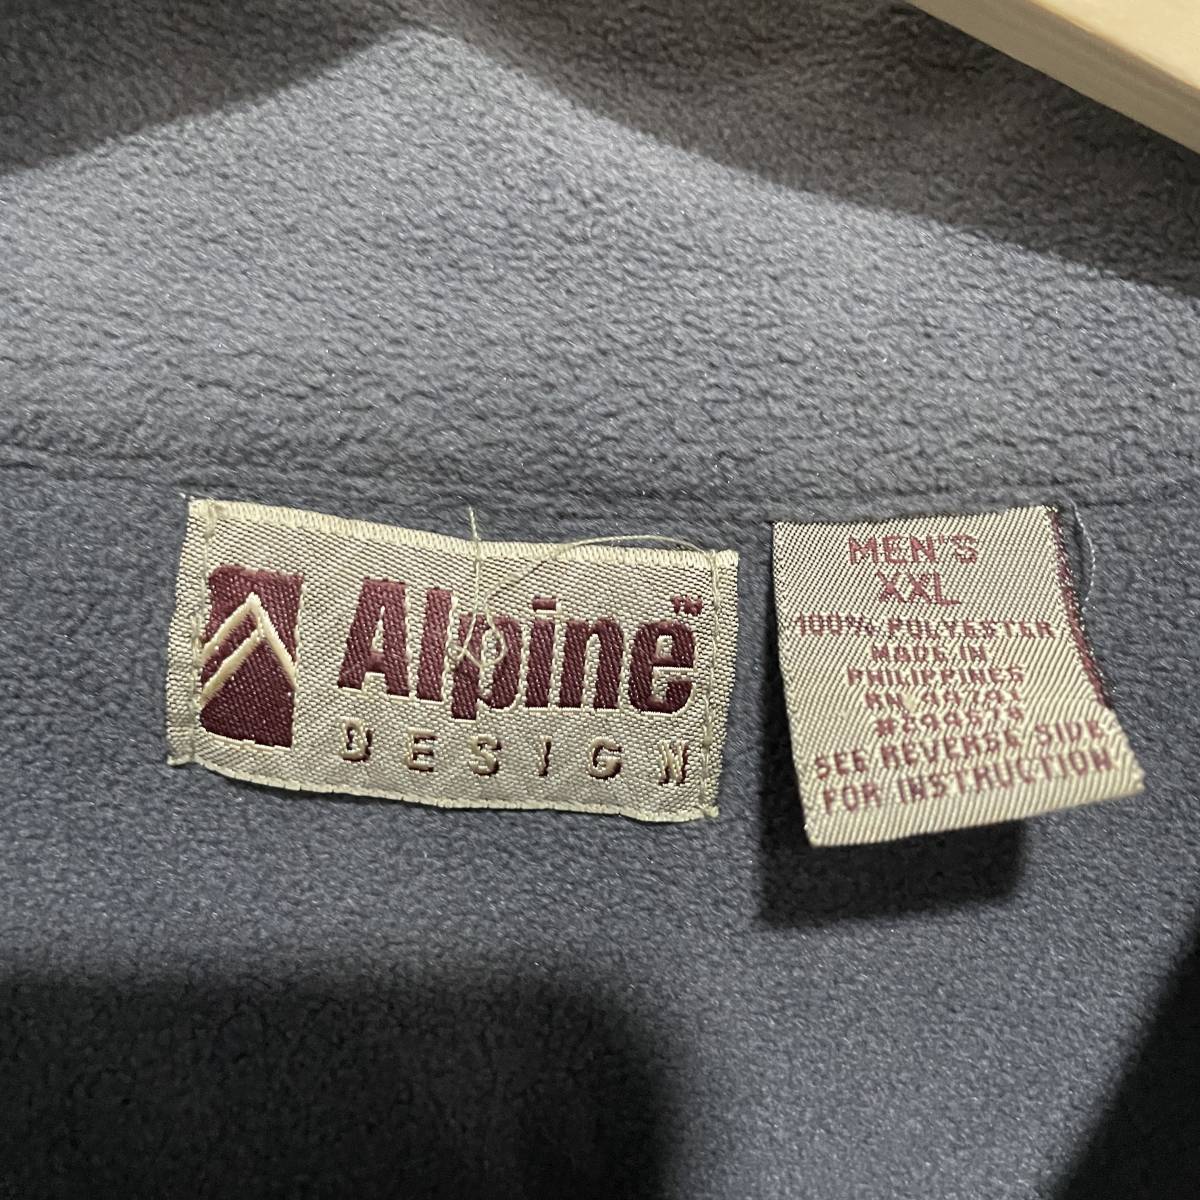 Alpine™
DESIGN
MEN'S
XXL
100% POLYESTER
MADE IN
PHILIPPINES
SEE REVERSE SIDE
FOR INSTRUCTION